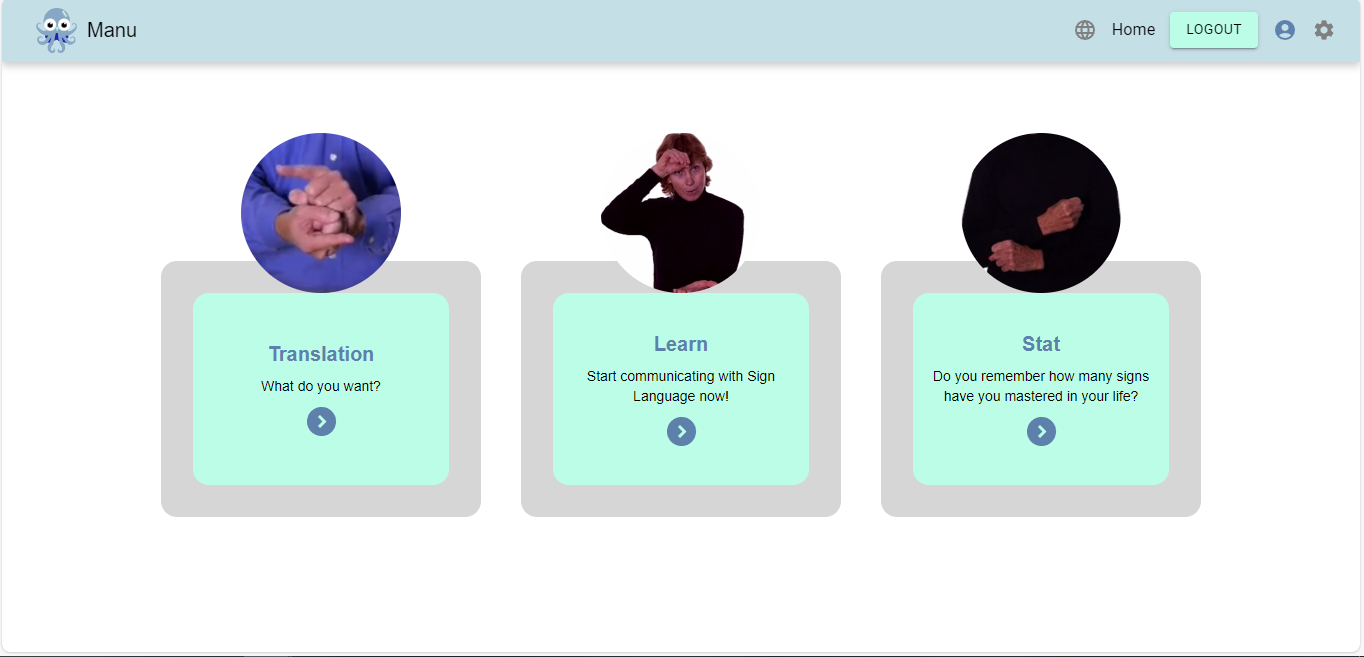 Manu
Home
LOGOUT
Translation
What do you want?
Learn
Start communicating with Sign
Language now!
Stat
Do you remember how many signs
have you mastered in your life?